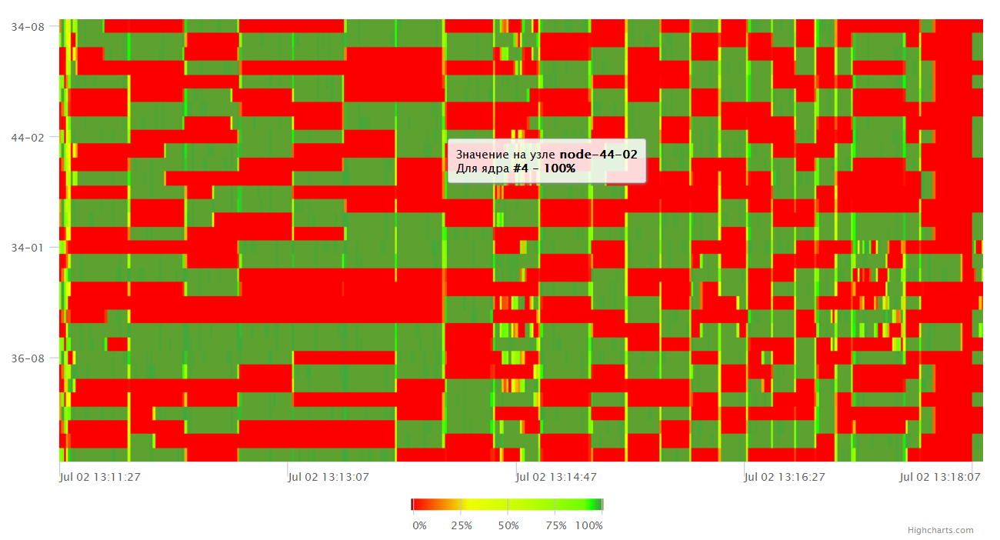 34-08
44-02
Значение на узле node-44-02
Для ядра #4 - 100%
34-01
36-08
Jul 02 13:11:27
Jul 02 13:13:07
Jul 02 13:14:47
Jul 02 13:16:27
Jul 02 13:18:07
0%
25%
50%
75%
100%
Highcharts.com